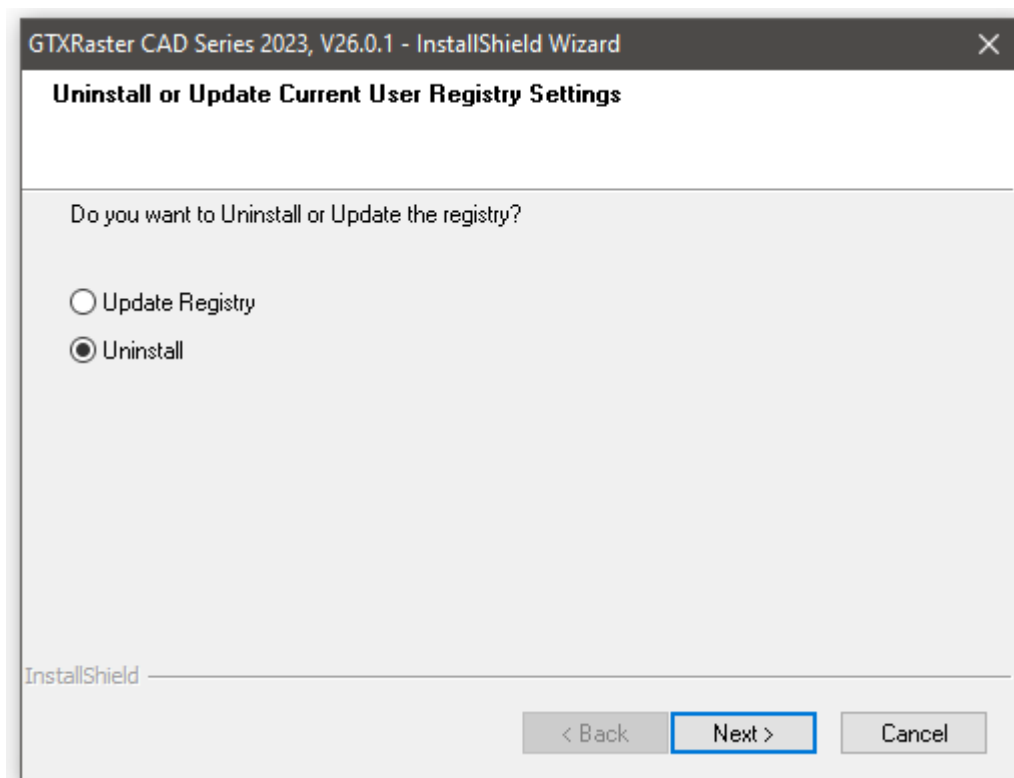 GTXRaster CAD Series 2023, V26.0.1 - InstallShield Wizard
Uninstall or Update Current User Registry Settings
Do you want to Uninstall or Update the registry?
Update Registry
Uninstall
InstallShield
< Back Next > Cancel